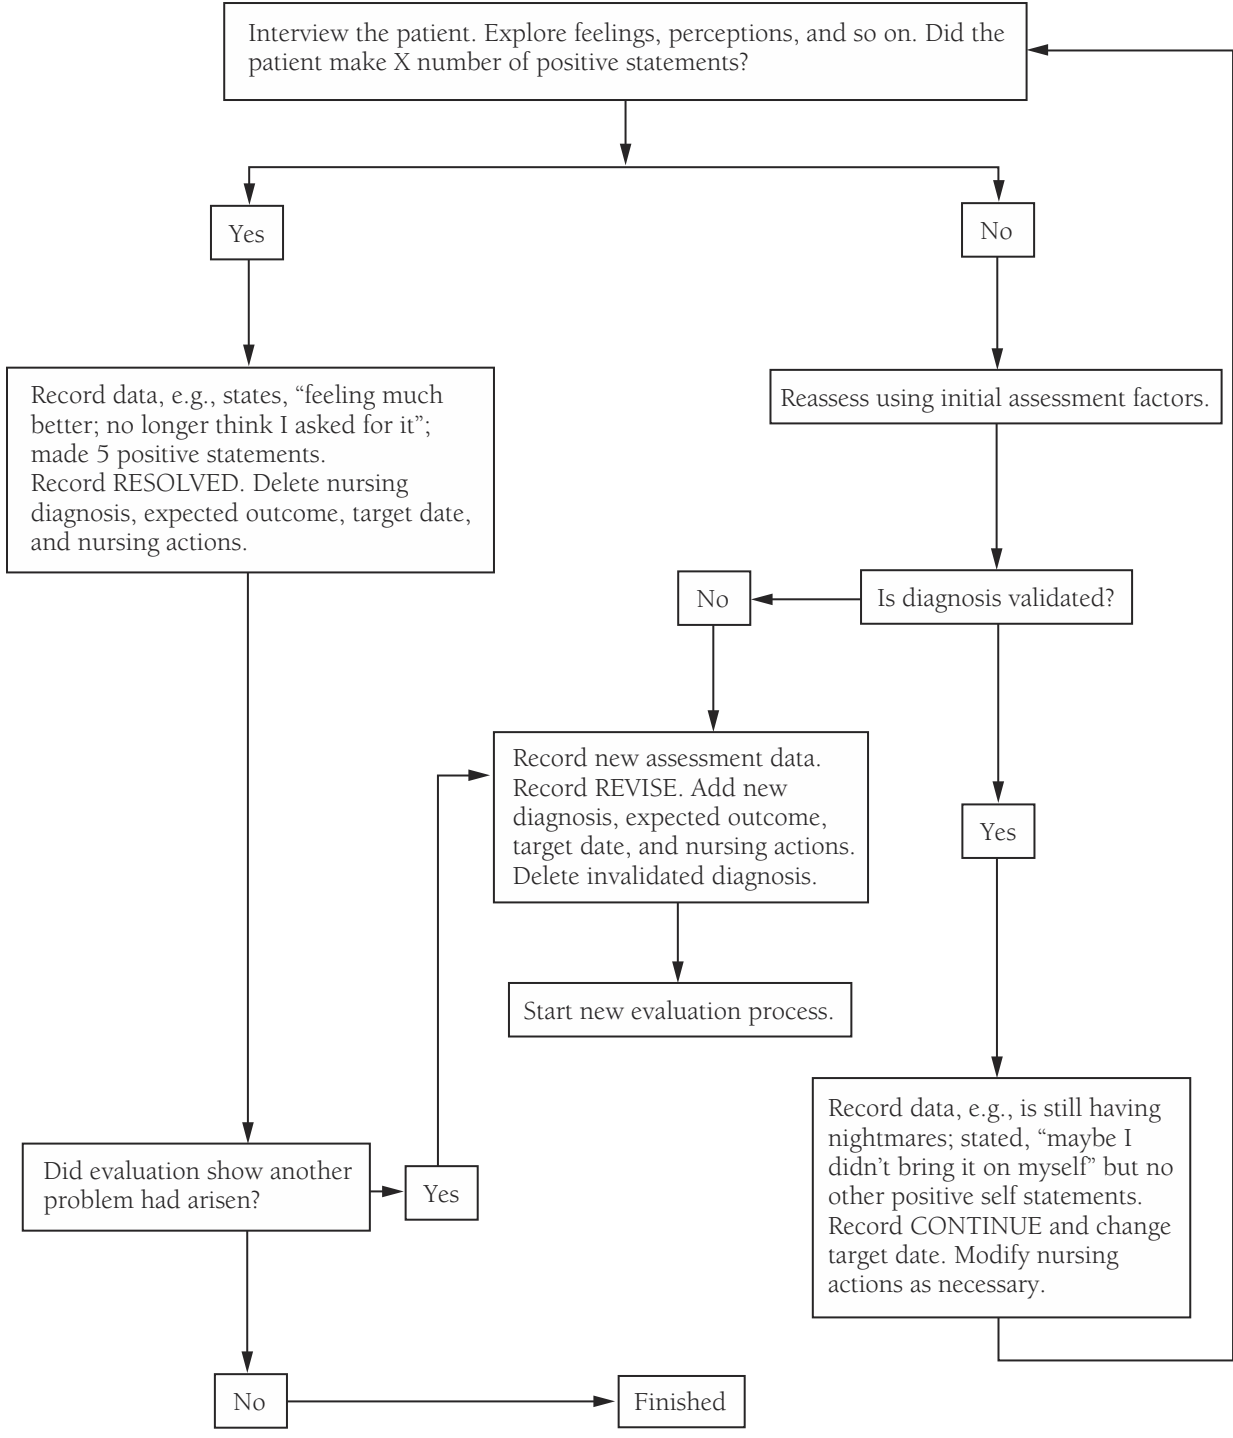 Interview the patient. Explore feelings, perceptions, and so on. Did the
patient make X number of positive statements?
Yes
No
Record data, e.g., states, “feeling much
better; no longer think I asked for it”;
made 5 positive statements.
Record RESOLVED. Delete nursing
diagnosis, expected outcome, target date,
and nursing actions.
Reassess using initial assessment factors.
Is diagnosis validated?
No
Record new assessment data.
Record REVISE. Add new
diagnosis, expected outcome,
target date, and nursing actions.
Delete invalidated diagnosis.
Yes
Start new evaluation process.
Record data, e.g., is still having
nightmares; stated, “maybe I
didn’t bring it on myself” but no
other positive self statements.
Record CONTINUE and change
target date. Modify nursing
actions as necessary.
Did evaluation show another
problem had arisen?
Yes
No
Finished